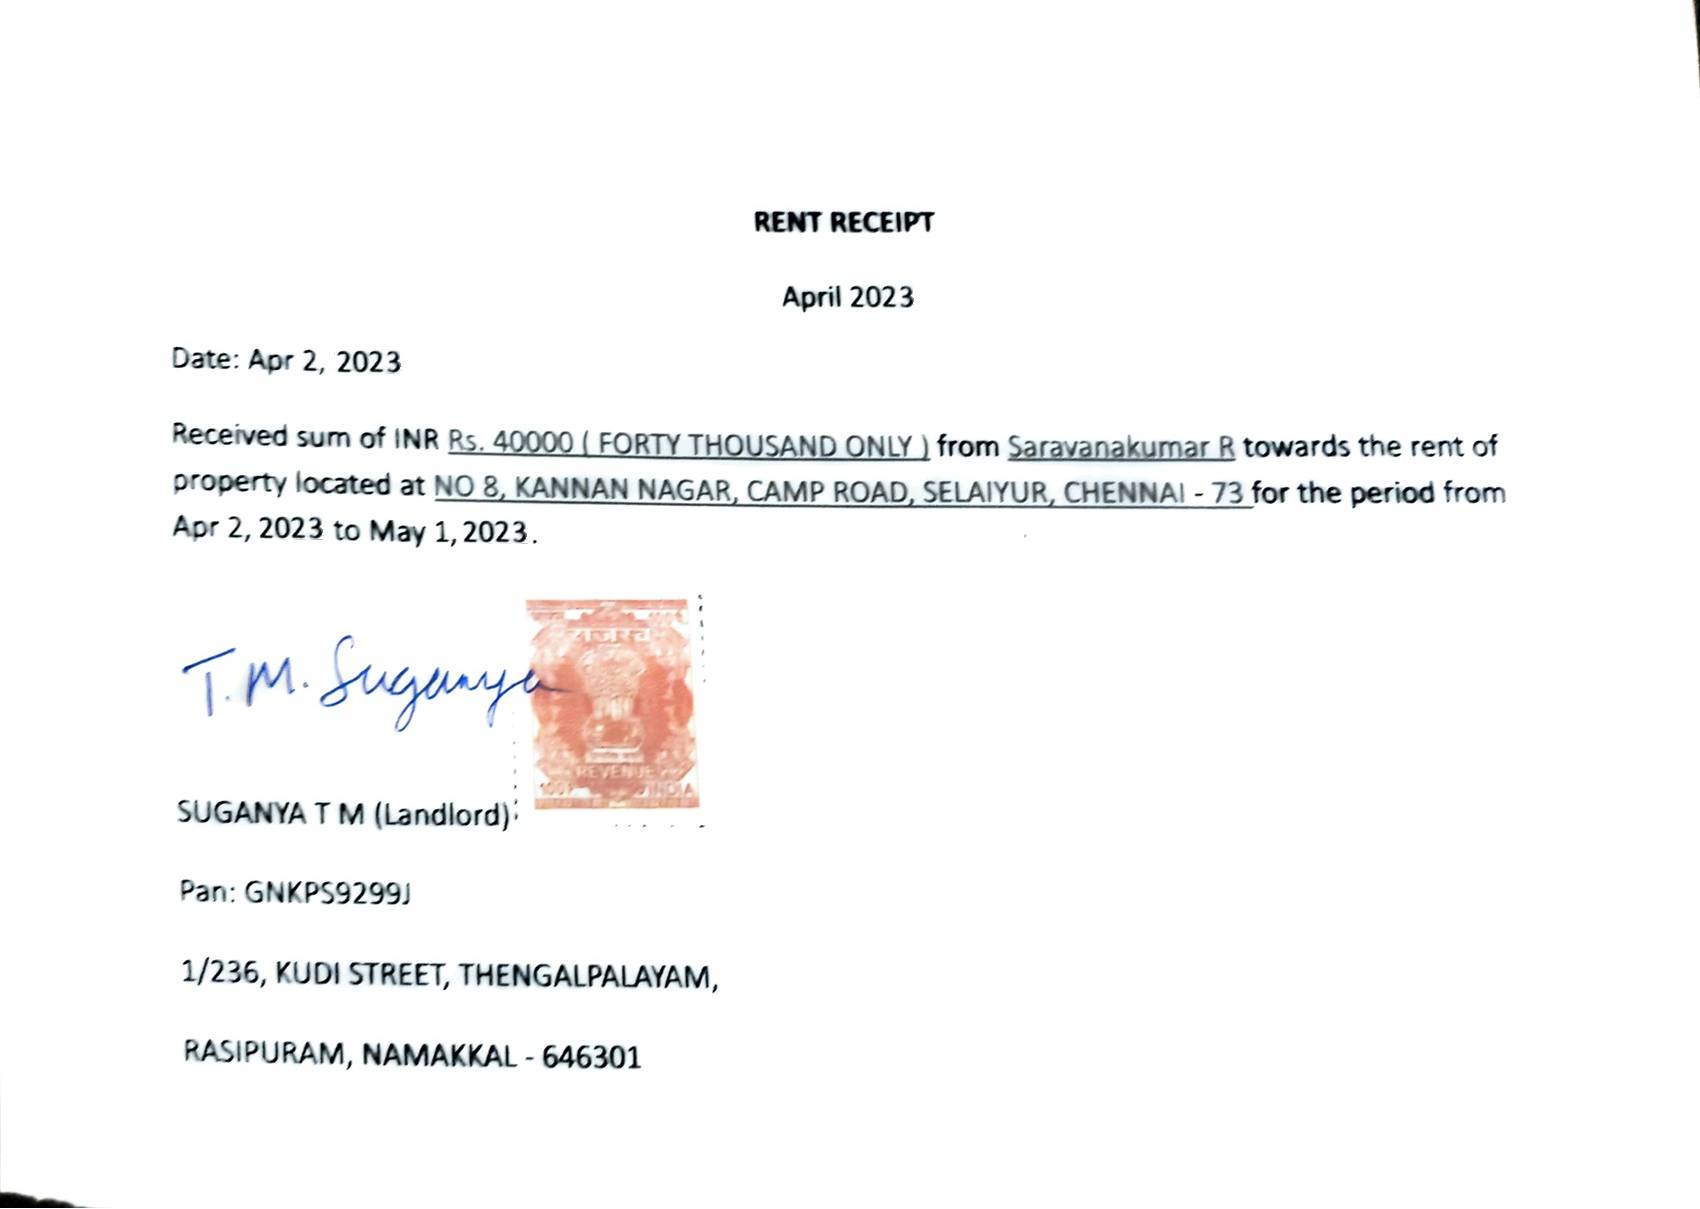 RENT RECEIPT
April 2023
Date: Apr 2, 2023
Received sum of INR Rs. 40000 ( FORTY THOUSAND ONLY ) from Saravanakumar R towards the rent of
property located at NO 8, KANNAN NAGAR, CAMP ROAD, SELAIYUR, CHENNAI - 73 for the period from
Apr 2, 2023 to May 1, 2023.
T. M. Suganya
राजस्व
REVENUE
INDIA
SUGANYA T M (Landlord)
Pan: GNKPS9299J
1/236, KUDI STREET, THENGALPALAYAM,
RASIPURAM, NAMAKKAL - 646301